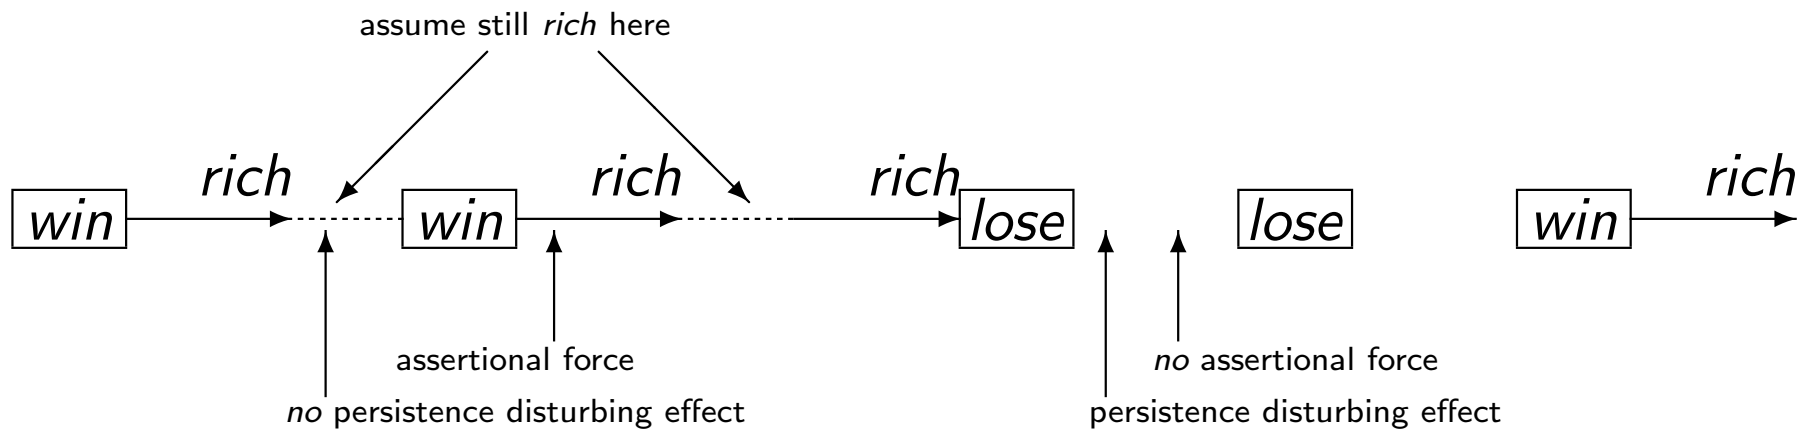 assume still rich here
rich rich rich rich
win win lose lose win
assertional force no assertional force
no persistence disturbing effect persistence disturbing effect